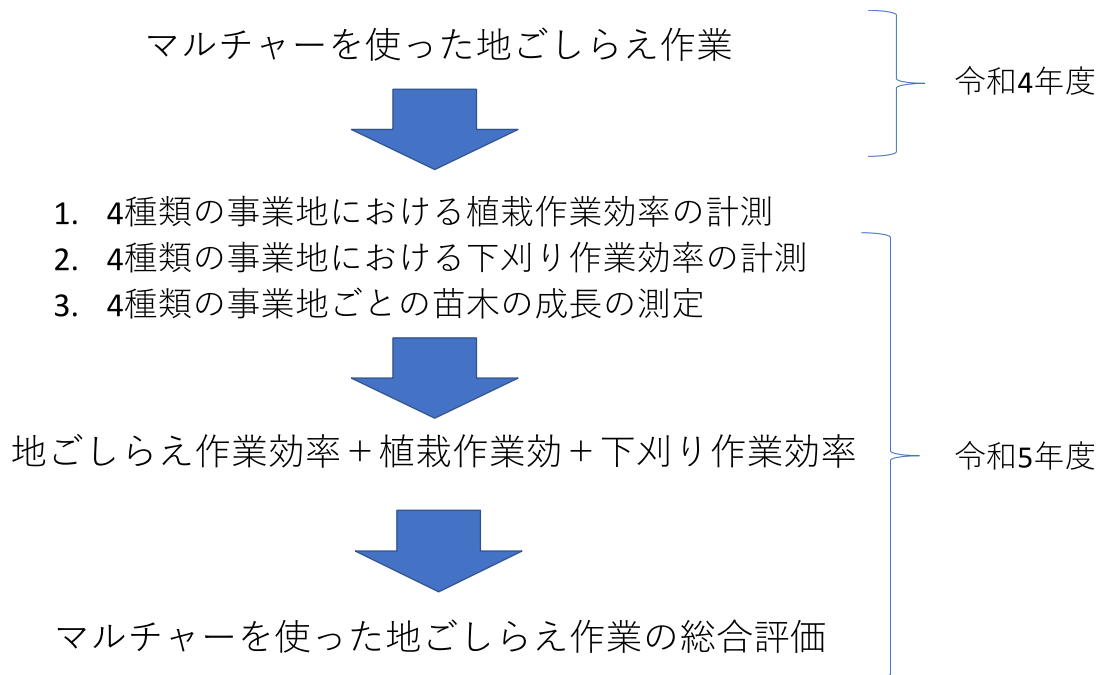 マルチャーを使った地ごしらえ作業
令和4年度
1. 4種類の事業地における植栽作業効率の計測
2. 4種類の事業地における下刈り作業効率の計測
3. 4種類の事業地ごとの苗木の成長の測定
地ごしらえ作業効率＋植栽作業効＋下刈り作業効率
令和5年度
マルチャーを使った地ごしらえ作業の総合評価